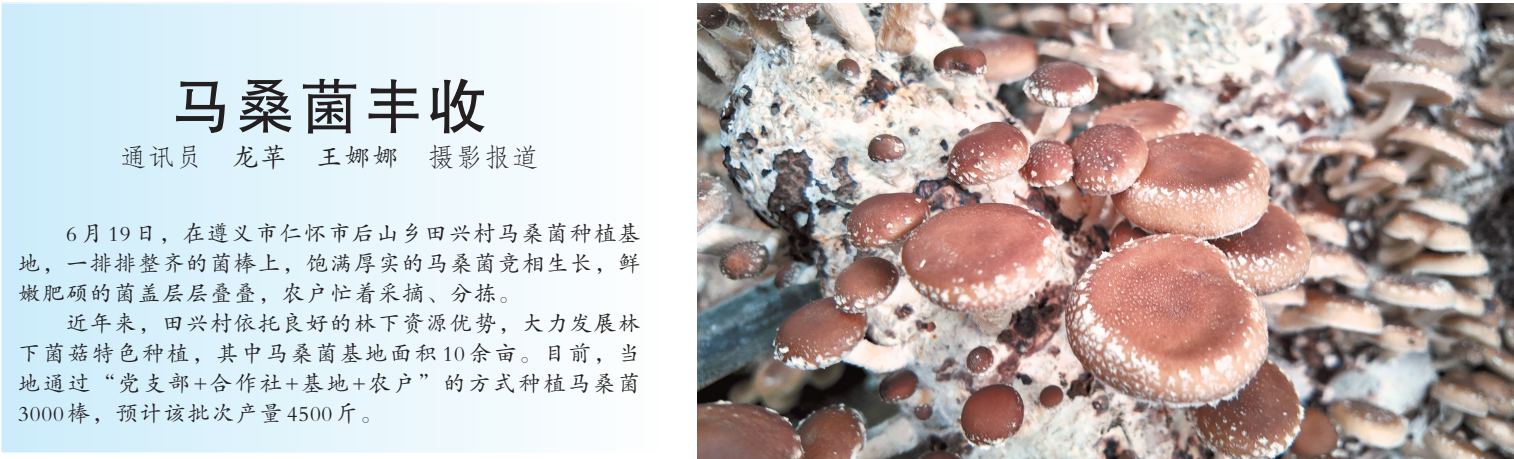 马桑菌丰收
通讯员 龙苹 王娜娜 摄影报道
6月19日，在遵义市仁怀市后山乡田兴村马桑菌种植基
地，一排排整齐的菌棒上，饱满厚实的马桑菌竞相生长，鲜
嫩肥硕的菌盖层层叠叠，农户忙着采摘、分拣。
近年来，田兴村依托良好的林下资源优势，大力发展林
下菌菇特色种植，其中马桑菌基地面积10余亩。目前，当
地通过“党支部+合作社+基地+农户”的方式种植马桑菌
3000棒，预计该批次产量4500斤。